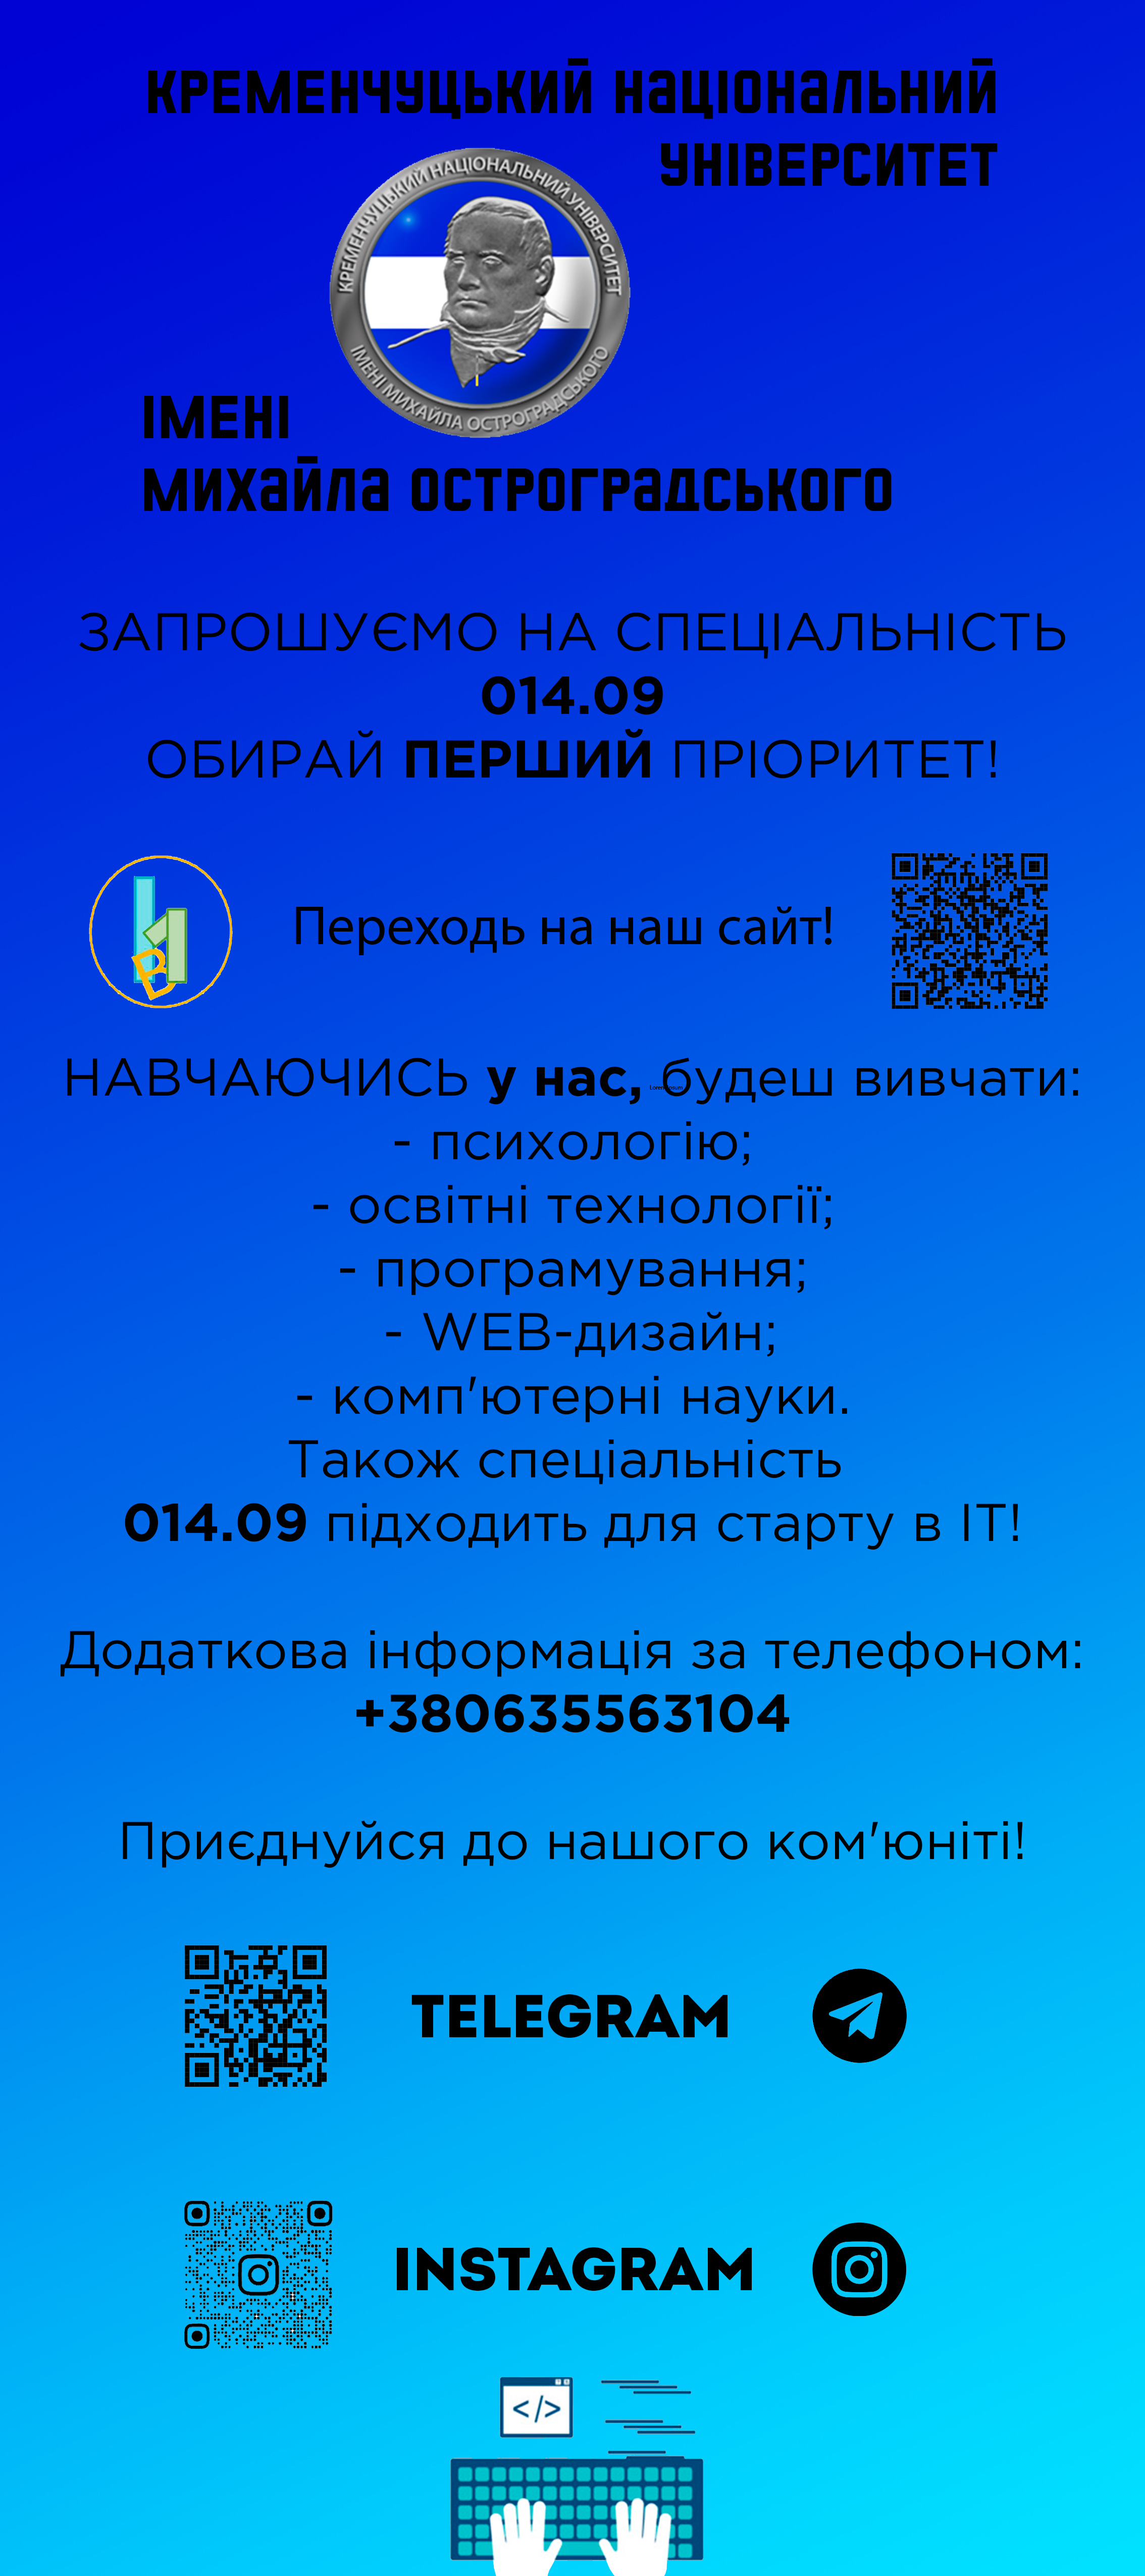 КРЕМЕНЧУЦЬКИЙ НАЦІОНАЛЬНИЙ
УНІВЕРСИТЕТ
КРЕМЕНЧУЦЬКИЙ НАЦІОНАЛЬНИЙ УНІВЕРСИТЕТ
ІМЕНІ МИХАЙЛА ОСТРОГРАДСЬКОГО
ІМЕНІ
МИХАЙЛА ОСТРОГРАДСЬКОГО
ЗАПРОШУЄМО НА СПЕЦІАЛЬНІСТЬ
014.09
ОБИРАЙ ПЕРШИЙ ПРІОРИТЕТ!
Переходь на наш сайт!
НАВЧАЮЧИСЬ у нас, будеш вивчати:
- психологію;
- освітні технології;
- програмування;
- WEB-дизайн;
- комп'ютерні науки.
Також спеціальність
014.09 підходить для старту в ІТ!
Додаткова інформація за телефоном:
+380635563104
Приєднуйся до нашого ком'юніті!
TELEGRAM
INSTAGRAM
</>